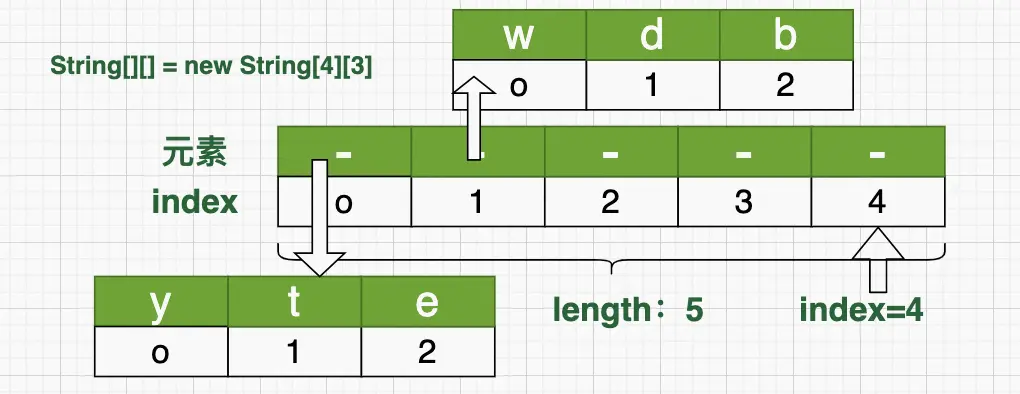 w d b
String[][] = new String[4][3]
o 1 2
元素 - - - - -
index o 1 2 3 4
length：5 index=4
y t e
o 1 2